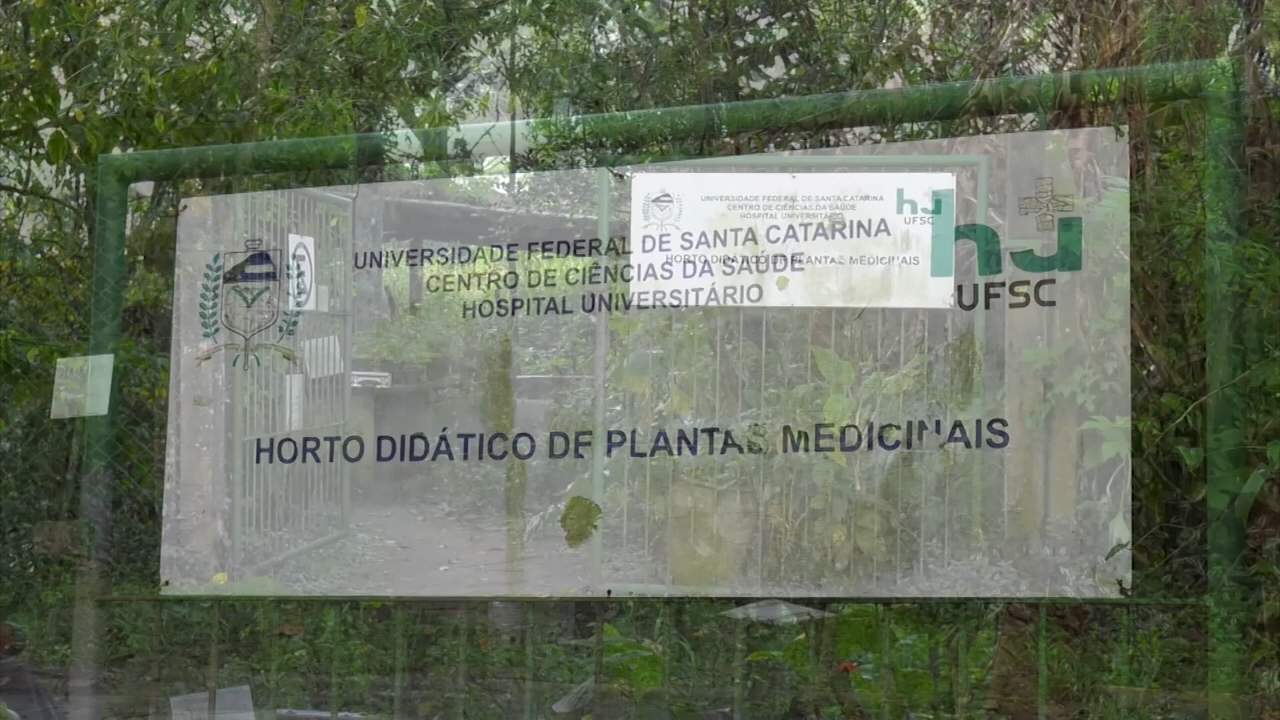 UNIVERSIDADE FEDERAL DE SANTA CATARINA
CENTRO DE CIÊNCIAS DA SAÚDE
HOSPITAL UNIVERSITÁRIO
hu
UFSC
HORTO DIDÁTICO DE PLANTAS MEDICINAIS
UNIVERSIDADE FEDERAL DE SANTA CATARINA
CENTRO DE CIÊNCIAS DA SAÚDE
HOSPITAL UNIVERSITÁRIO
hu
UFSC
HORTO DIDÁTICO DE PLANTAS MEDICINAIS